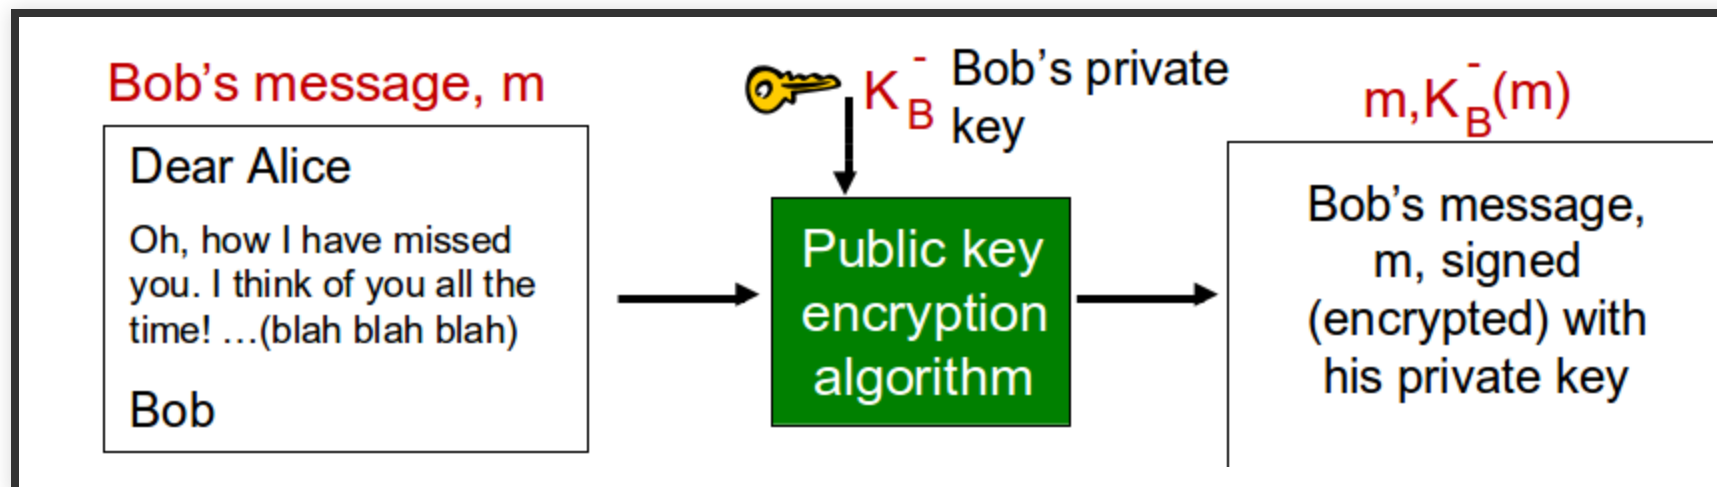 Bob's message, m
Dear Alice
Oh, how I have missed
you. I think of you all the
time! …(blah blah blah)
Bob
K
-
B
Bob's private
key
Public key
encryption
algorithm
m,K
-
B
(m)
Bob's message,
m, signed
(encrypted) with
his private key